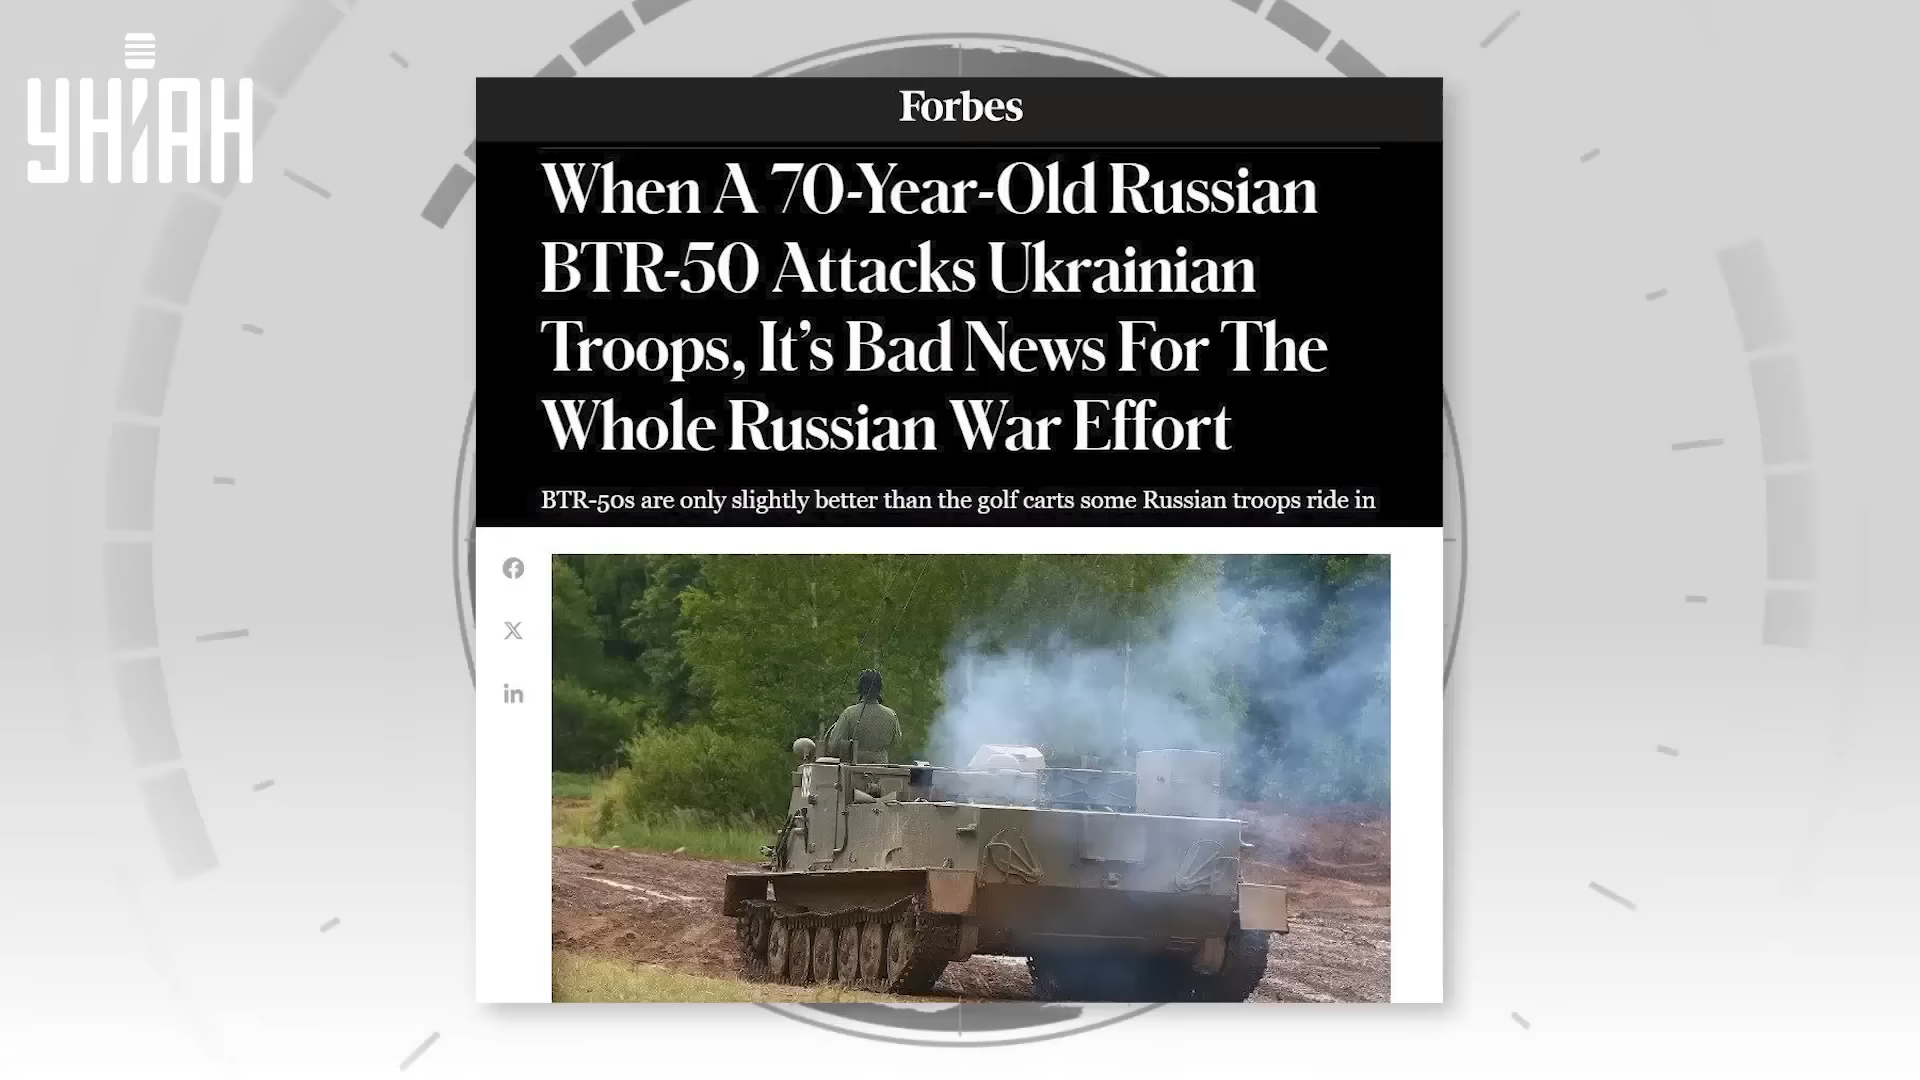 УНІАН
Forbes
When A 70-Year-Old Russian
BTR-50 Attacks Ukrainian
Troops, It’s Bad News For The
Whole Russian War Effort
BTR-50s are only slightly better than the golf carts some Russian troops ride in